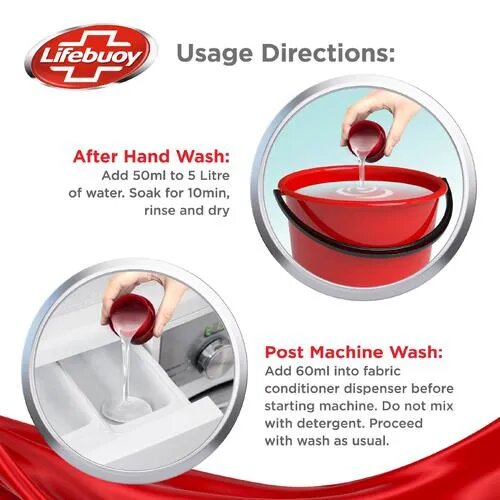 Lifebuoy
Usage Directions:
After Hand Wash:
Add 50ml to 5 Litre
of water. Soak for 10min,
rinse and dry
Post Machine Wash:
Add 60ml into fabric
conditioner dispenser before
starting machine. Do not mix
with detergent. Proceed
with wash as usual.